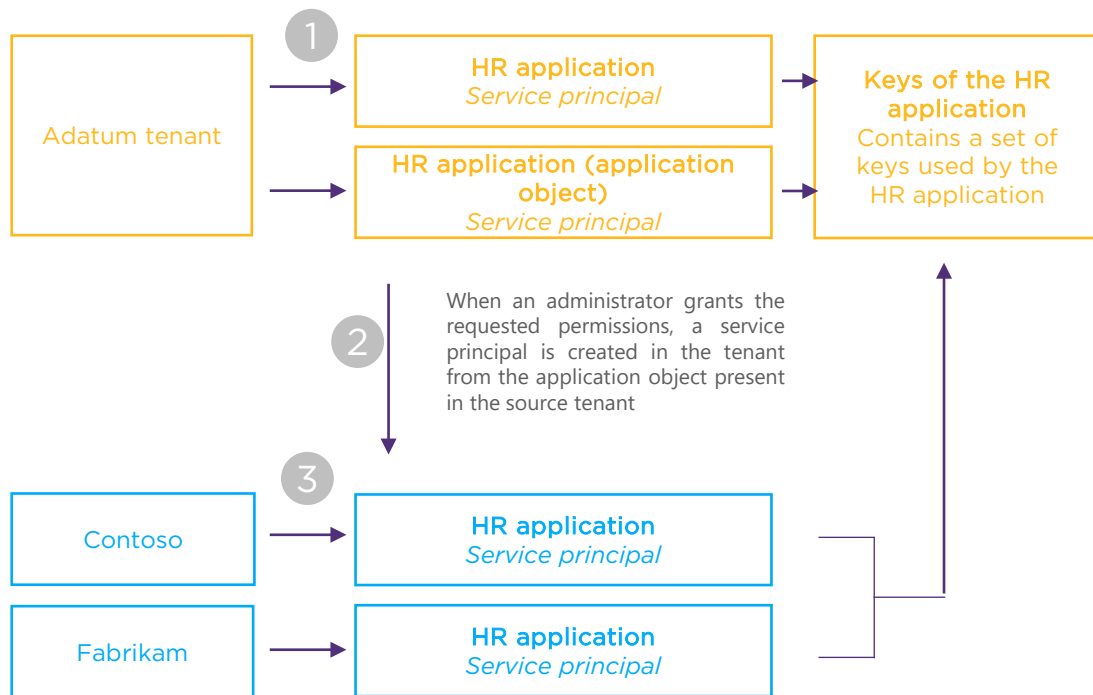 1
HR application
Service principal
Keys of the HR
application
Contains a set of
keys used by the
HR application
Adatum tenant
HR application (application
object)
Service principal
2
When an administrator grants the
requested permissions, a service
principal is created in the tenant
from the application object present
in the source tenant
3
Contoso
HR application
Service principal
Fabrikam
HR application
Service principal